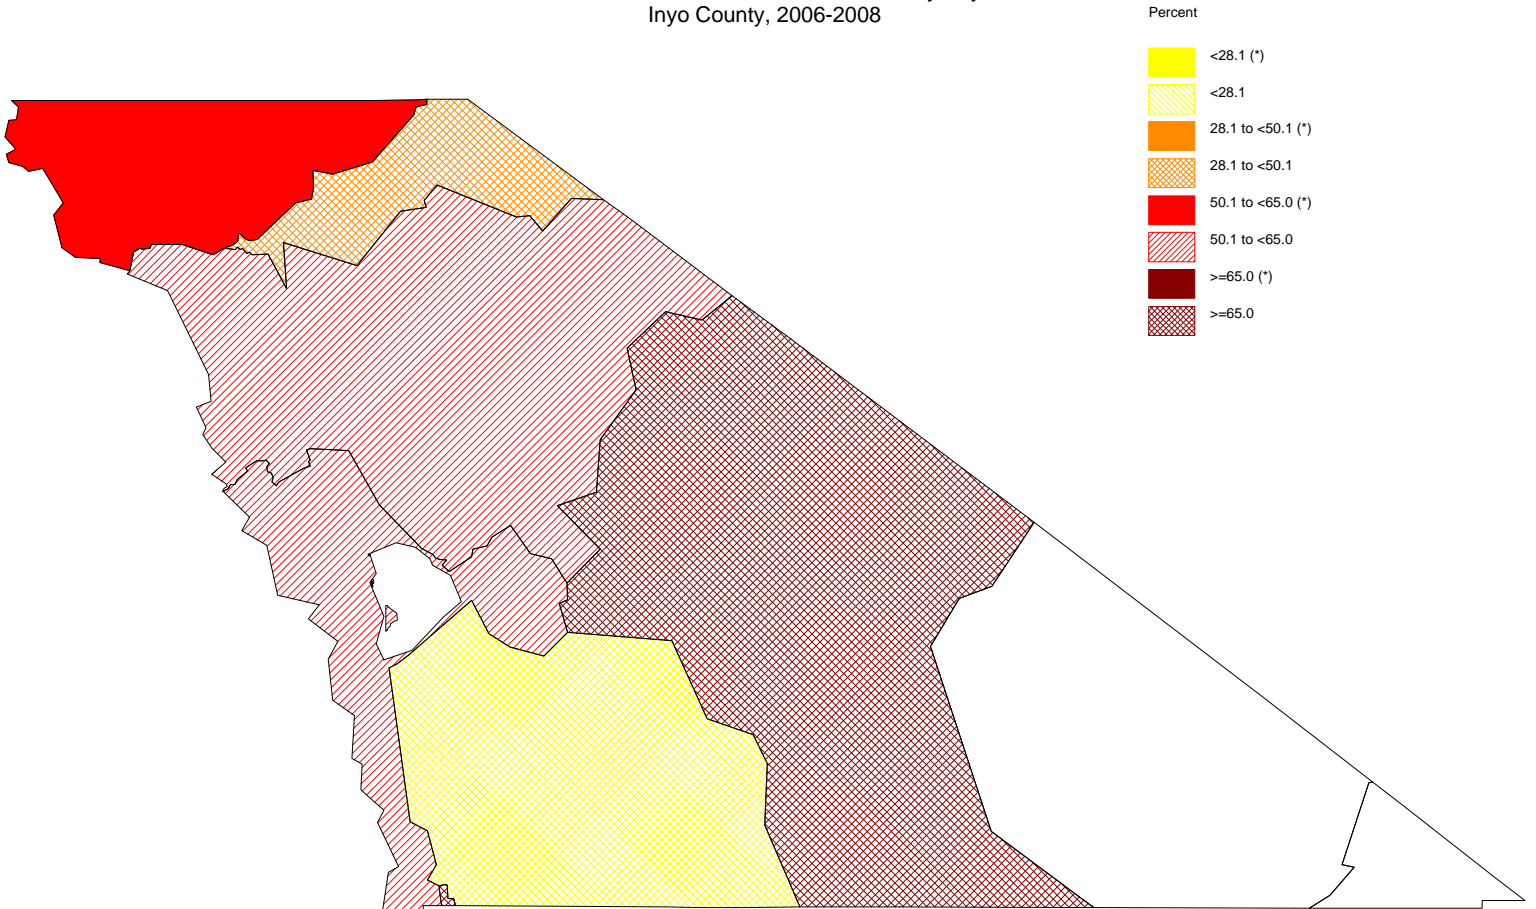 Inyo County, 2006-2008
Percent
<28.1 (*)
<28.1
28.1 to <50.1 (*)
28.1 to <50.1
50.1 to <65.0 (*)
50.1 to <65.0
>=65.0 (*)
>=65.0